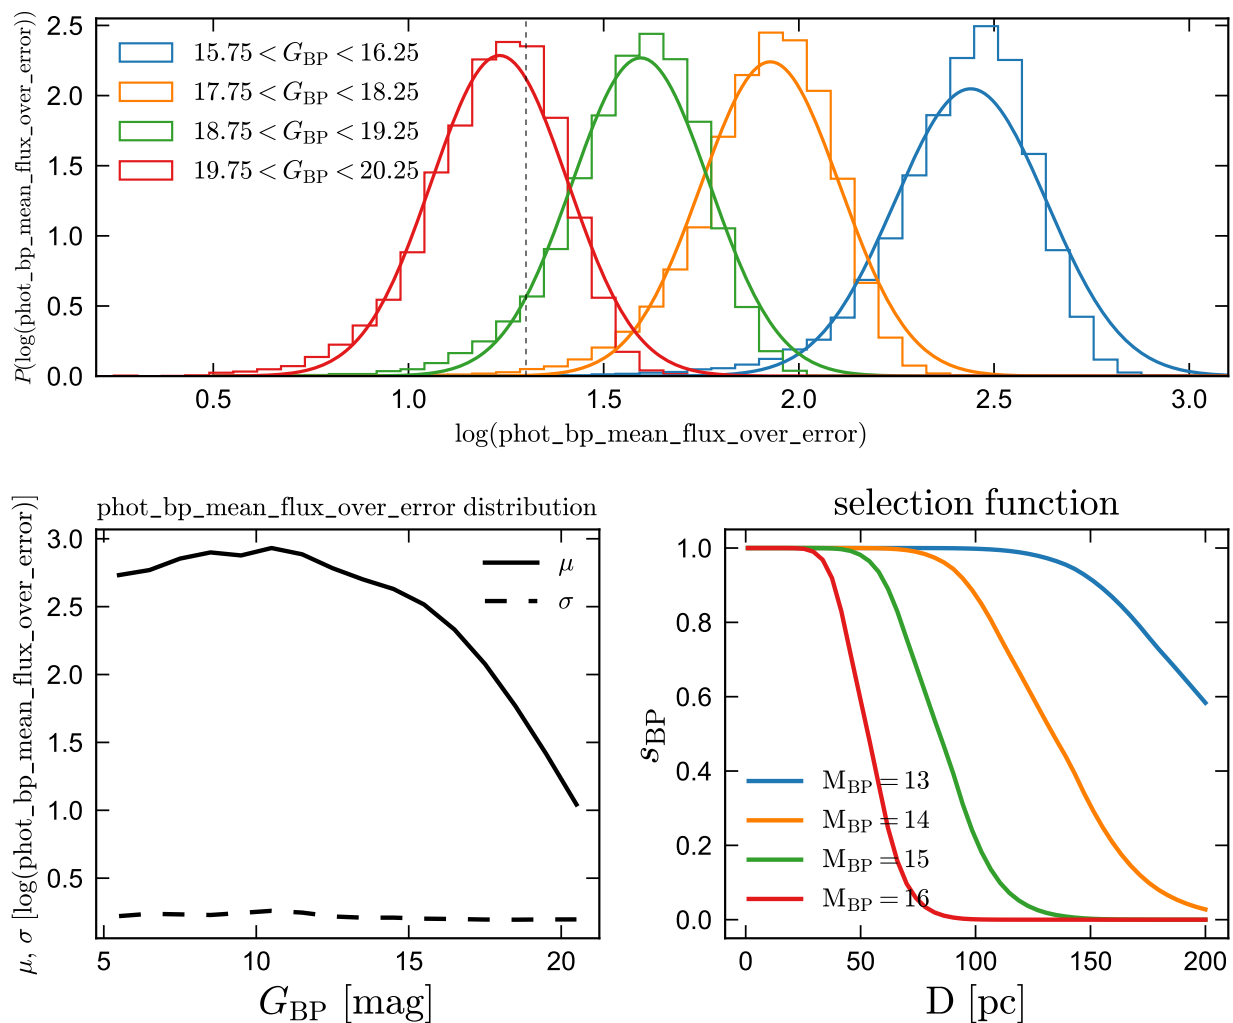 2.5
2.0
1.5
1.0
0.5
0.0
P(log(phot_bp_mean_flux_over_error))
15.75 < G_BP < 16.25
17.75 < G_BP < 18.25
18.75 < G_BP < 19.25
19.75 < G_BP < 20.25
0.5 1.0 1.5 2.0 2.5 3.0
log(phot_bp_mean_flux_over_error)
phot_bp_mean_flux_over_error distribution
μ, σ [log(phot_bp_mean_flux_over_error)]
3.0
2.5
2.0
1.5
1.0
0.5
μ
σ
5 10 15 20
G_BP [mag]
selection function
s_BP
1.0
0.8
0.6
0.4
0.2
0.0
M_BP = 13
M_BP = 14
M_BP = 15
M_BP = 16
0 50 100 150 200
D [pc]